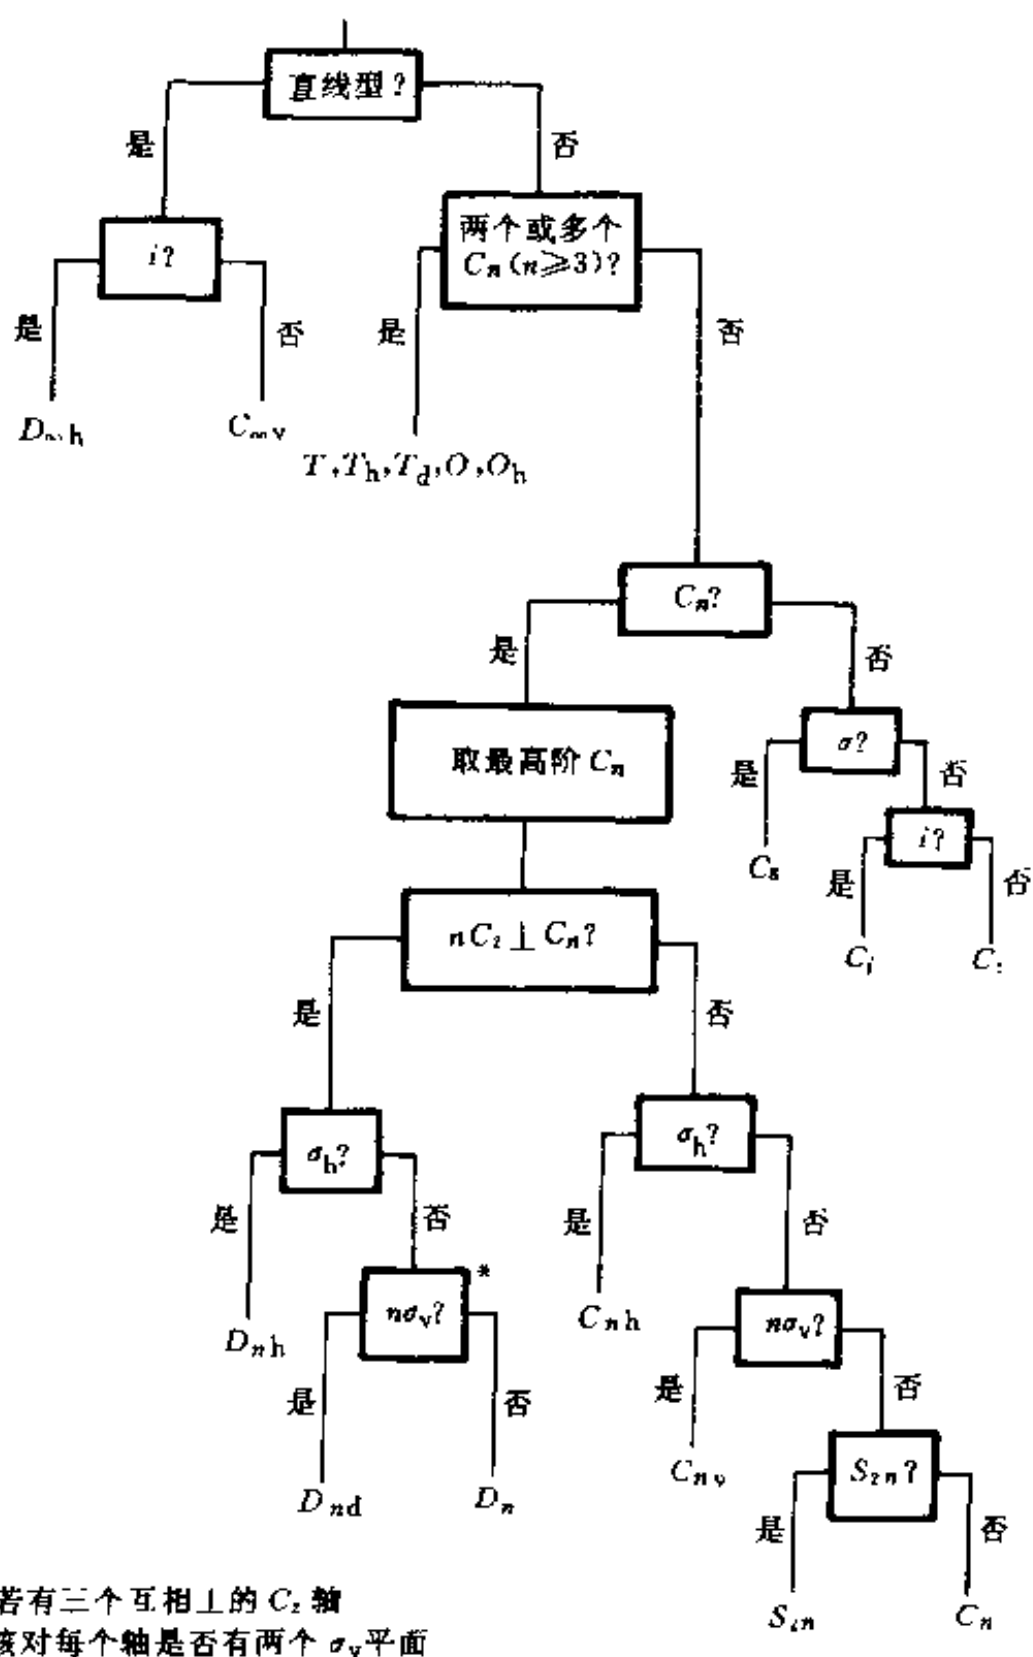 直线型?
是
否
i?
两个或多个
Cn(n≥3)?
是
否
是
否
D∞h
C∞v
T,Th,Td,O,Oh
Cn?
是
否
取最高阶 Cn
σ?
是
否
i?
Cs
是
否
nC2⊥Cn?
Ci
是
否
σh?
σh?
是
否
是
否
*
nσv?
nσv?
Dnh
Cnh
是
否
是
否
Cnv
S2n?
Dnd
Dn
是
否
若有三个互相⊥的 C2 轴
S2n
Cn
对每个轴是否有两个 σv平面